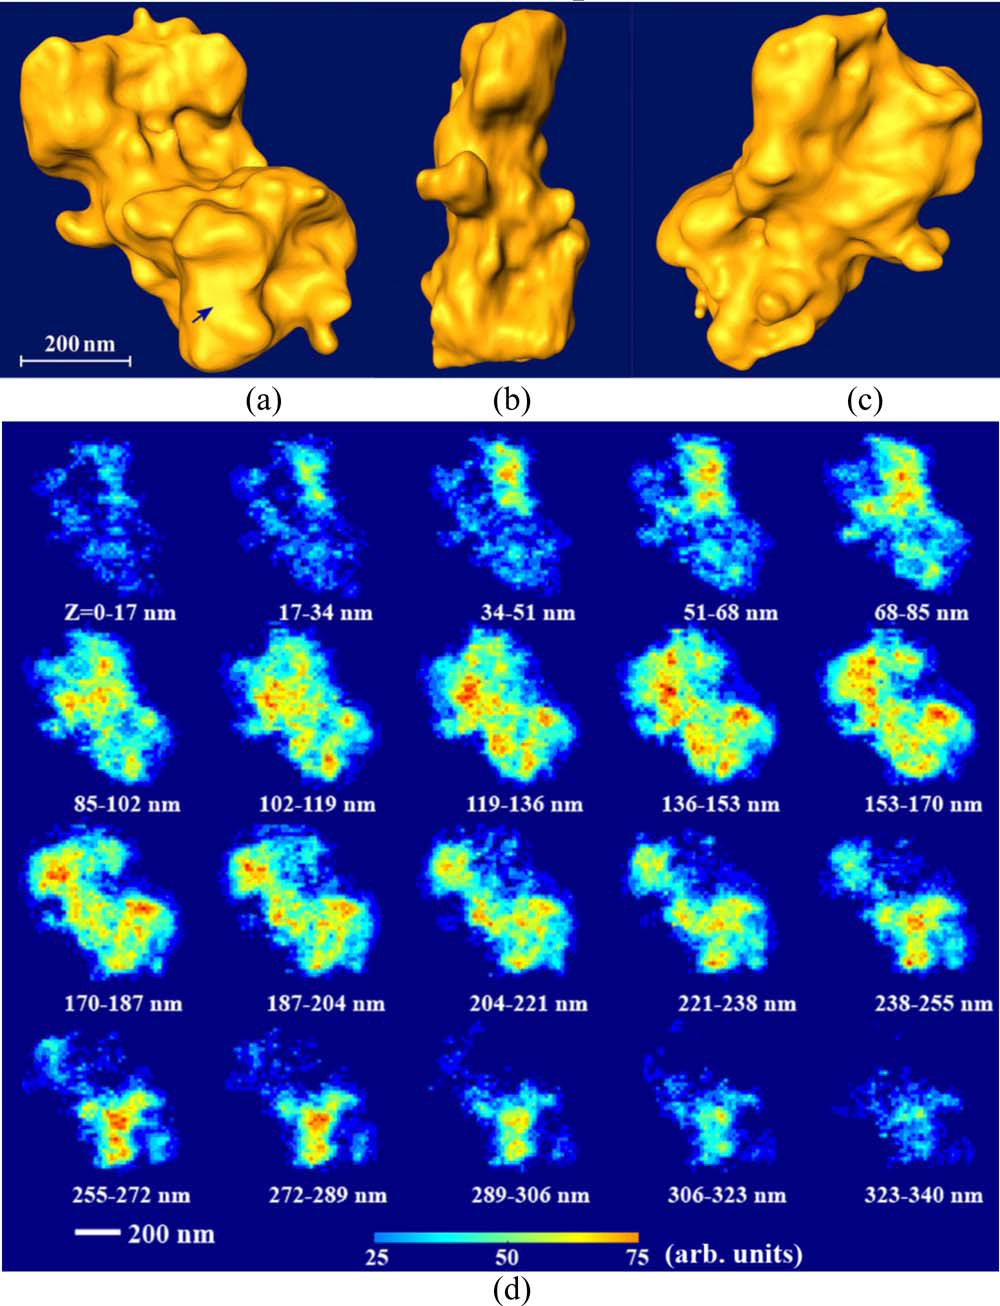 200 nm
(a) (b) (c)
Z=0-17 nm 17-34 nm 34-51 nm 51-68 nm 68-85 nm
85-102 nm 102-119 nm 119-136 nm 136-153 nm 153-170 nm
170-187 nm 187-204 nm 204-221 nm 221-238 nm 238-255 nm
255-272 nm 272-289 nm 289-306 nm 306-323 nm 323-340 nm
200 nm
25 50 75 (arb. units)
(d)